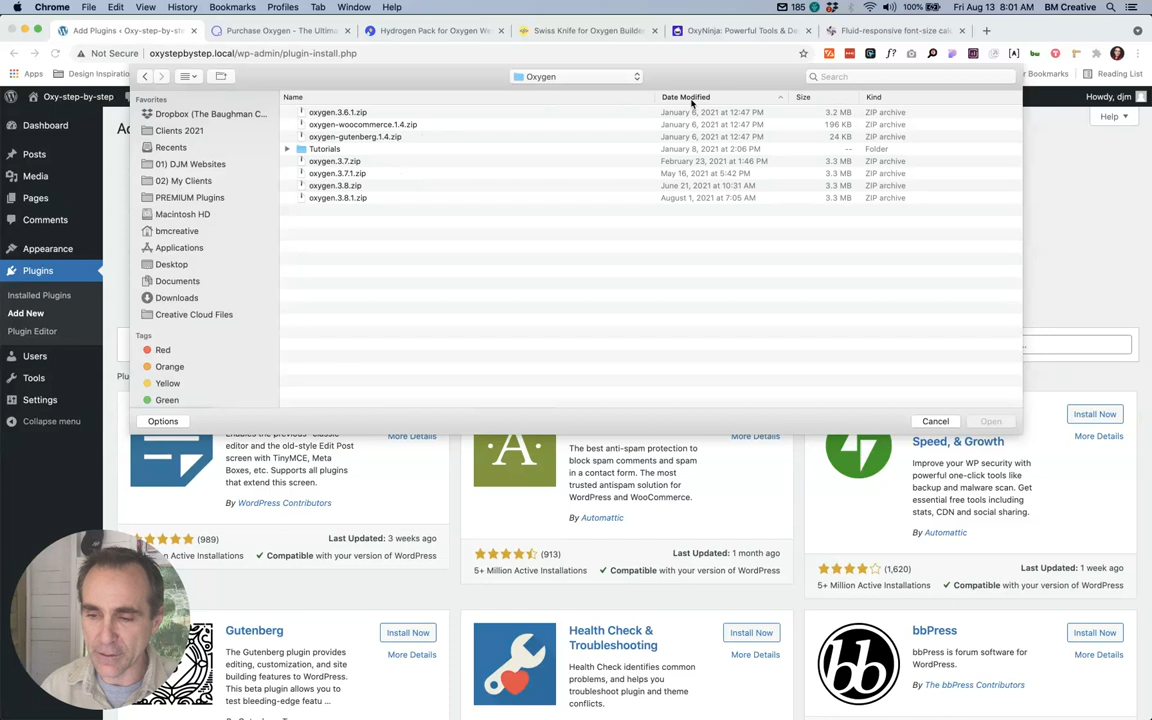 Chrome File Edit View History Bookmarks Profiles Tab Window Help 185 100% Fri Aug 13 8:01 AM BM Creative
Add Plugins < Oxy-step-by-st Purchase Oxygen - The Ultima Hydrogen Pack for Oxygen We Swiss Knife for Oxygen Builder OxyNinja: Powerful Tools & De Fluid-responsive font-size calc
Not Secure oxystepbystep.local/wp-admin/plugin-install.php
Apps Design Inspiratio Bookmarks Reading List
Oxy-step-by-step Howdy, djm
Help
Oxygen
Search
Favorites
Dropbox (The Baughman C...
Clients 2021
Recents
01) DJM Websites
02) My Clients
PREMIUM Plugins
Macintosh HD
bmcreative
Applications
Desktop
Documents
Downloads
Creative Cloud Files
Tags
Red
Orange
Yellow
Green
Name Date Modified Size Kind
oxygen.3.6.1.zip January 6, 2021 at 12:47 PM 3.2 MB ZIP archive
oxygen-woocommerce.1.4.zip January 6, 2021 at 12:47 PM 196 KB ZIP archive
oxygen-gutenberg.1.4.zip January 6, 2021 at 12:47 PM 24 KB ZIP archive
Tutorials January 8, 2021 at 2:06 PM -- Folder
oxygen.3.7.zip February 23, 2021 at 1:46 PM 3.3 MB ZIP archive
oxygen.3.7.1.zip May 16, 2021 at 5:42 PM 3.3 MB ZIP archive
oxygen.3.8.zip June 21, 2021 at 10:31 AM 3.3 MB ZIP archive
oxygen.3.8.1.zip August 1, 2021 at 7:05 AM 3.3 MB ZIP archive
Options Cancel Open
Dashboard
Posts
Media
Pages
Comments
Appearance
Plugins
Installed Plugins
Add New
Plugin Editor
Users
Tools
Settings
Collapse menu
editor and the old-style Edit Post
screen with TinyMCE, Meta
Boxes, etc. Supports all plugins
that extend this screen.
By WordPress Contributors
More Details
(989) Last Updated: 3 weeks ago
Active Installations Compatible with your version of WordPress
The best anti-spam protection to
block spam comments and spam
in a contact form. The most
trusted antispam solution for
WordPress and WooCommerce.
By Automattic
More Details
(913) Last Updated: 1 month ago
5+ Million Active Installations Compatible with your version of WordPress
Speed, & Growth
Install Now
More Details
Improve your WP security with
powerful one-click tools like
backup and malware scan. Get
essential free tools including
stats, CDN and social sharing.
By Automattic
(1,620) Last Updated: 1 week ago
5+ Million Active Installations Compatible with your version of WordPress
Gutenberg
Install Now
More Details
The Gutenberg plugin provides
editing, customization, and site
building features to WordPress.
This beta plugin allows you to
test bleeding-edge featu ...
Health Check &
Troubleshooting
Install Now
More Details
Health Check identifies common
problems, and helps you
troubleshoot plugin and theme
conflicts.
bb
bbPress
Install Now
More Details
bbPress is forum software for
WordPress.
By The bbPress Contributors